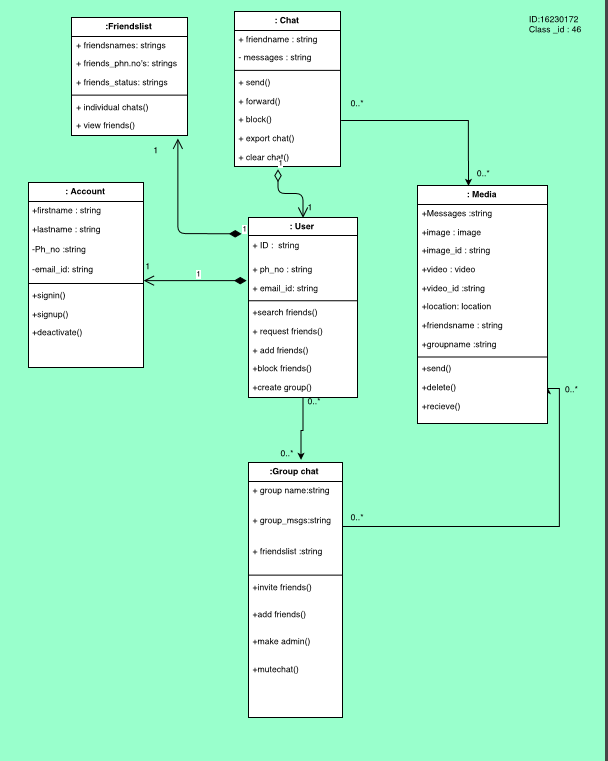 ID:16230172
Class _id : 46
:Friendslist
+ friendsnames: strings
+ friends_phn.no's: strings
+ friends_status: strings
+ individual chats()
+ view friends()
: Chat
+ friendname : string
- messages : string
+ send()
+ forward()
+ block()
+ export chat()
+ clear chat()
0..*
0..*
1
1
1
1
1
1
: Account
+firstname : string
+lastname : string
-Ph_no :string
-email_id: string
+signin()
+signup()
+deactivate()
: User
+ ID : string
+ ph_no : string
+ email_id: string
+search friends()
+ request friends()
+ add friends()
+block friends()
+create group()
: Media
+Messages :string
+image : image
+image_id : string
+video : video
+video_id :string
+location: location
+friendsname : string
+groupname :string
+send()
+delete()
+recieve()
0..*
0..*
0..*
0..*
:Group chat
+ group name:string
+ group_msgs:string
+ friendslist :string
+invite friends()
+add friends()
+make admin()
+mutechat()